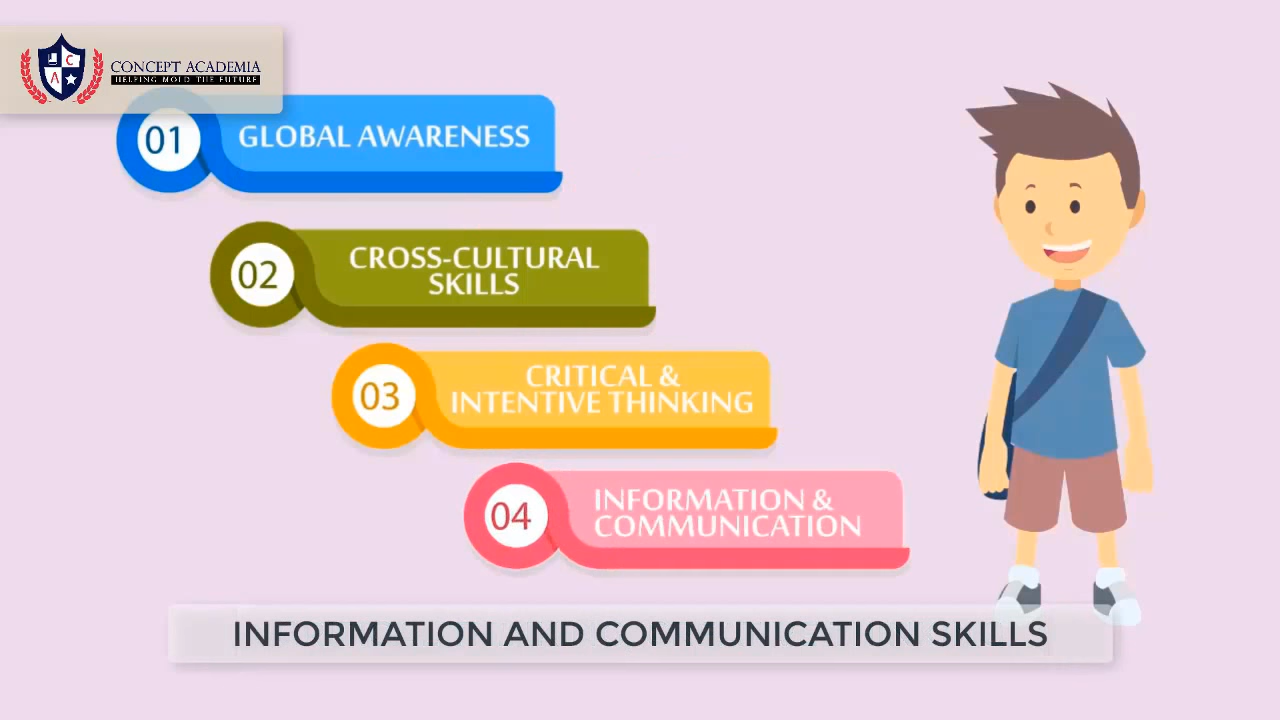 CONCEPT ACADEMIA
HELPING MOLD THE FUTURE
C
A
01
GLOBAL AWARENESS
02
CROSS-CULTURAL
SKILLS
03
CRITICAL &
INTENTIVE THINKING
04
INFORMATION &
COMMUNICATION
INFORMATION AND COMMUNICATION SKILLS